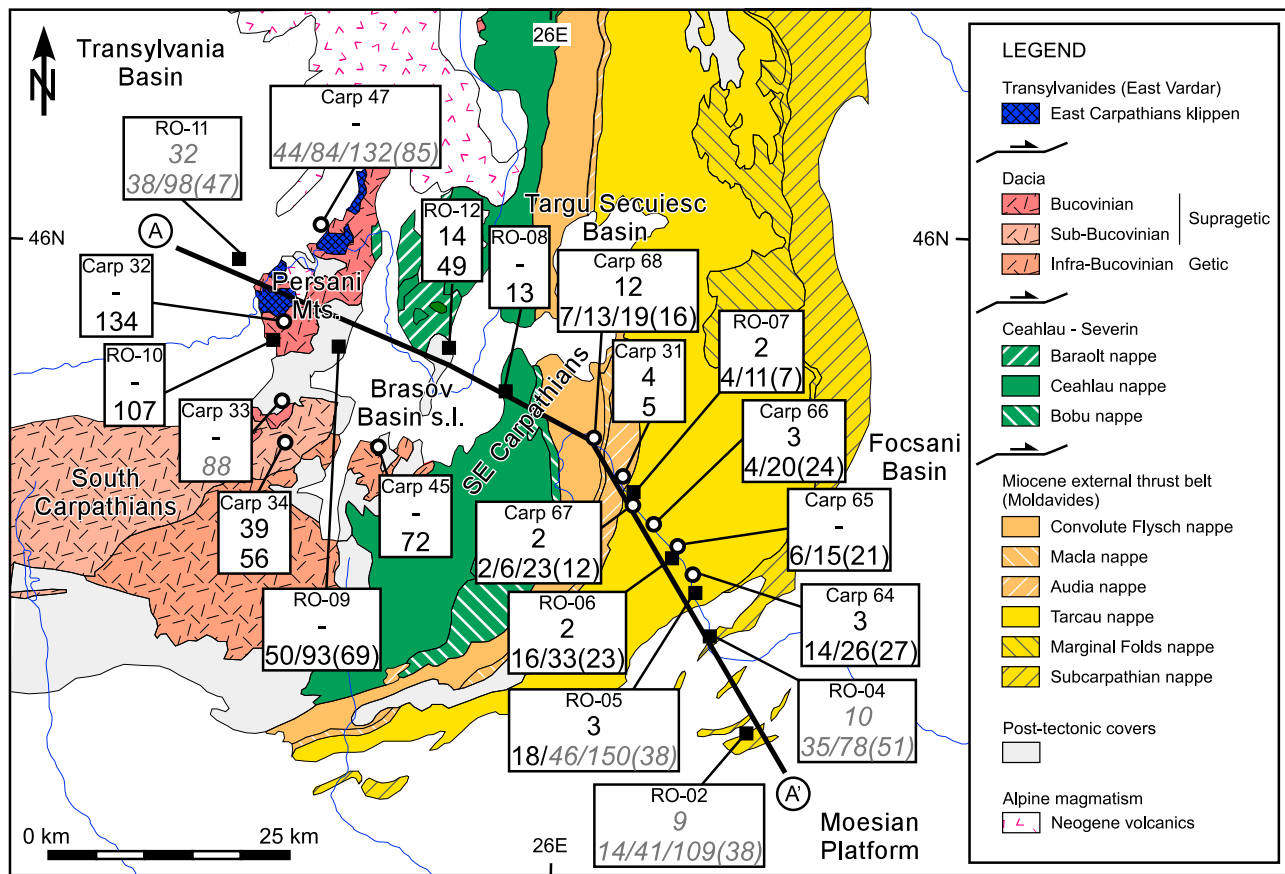 N
Transylvania
Basin
26E
Carp 47
-
44/84/132(85)
RO-11
32
38/98(47)
A
46N
RO-12
14
49
Targu Secuiesc
Basin
RO-08
-
13
46N
Carp 68
12
7/13/19(16)
Carp 32
-
134
Persani
Mts.
RO-07
2
4/11(7)
RO-10
-
107
Carp 31
4
5
Brasov
Basin s.l.
SE Carpathians
Carp 66
3
4/20(24)
Carp 33
-
88
Focsani
Basin
South
Carpathians
Carp 34
39
56
Carp 45
-
72
Carp 67
2
2/6/23(12)
Carp 65
-
6/15(21)
RO-09
-
50/93(69)
RO-06
2
16/33(23)
Carp 64
3
14/26(27)
RO-05
3
18/46/150(38)
RO-04
10
35/78(51)
RO-02
9
14/41/109(38)
A'
Moesian
Platform
0 km
25 km
26E
LEGEND
Transylvanides (East Vardar)
East Carpathians klippen
Dacia
Bucovinian
Sub-Bucovinian
Supragetic
Infra-Bucovinian
Getic
Ceahlau - Severin
Baraolt nappe
Ceahlau nappe
Bobu nappe
Miocene external thrust belt
(Moldavides)
Convolute Flysch nappe
Macla nappe
Audia nappe
Tarcau nappe
Marginal Folds nappe
Subcarpathian nappe
Post-tectonic covers
Alpine magmatism
Neogene volcanics